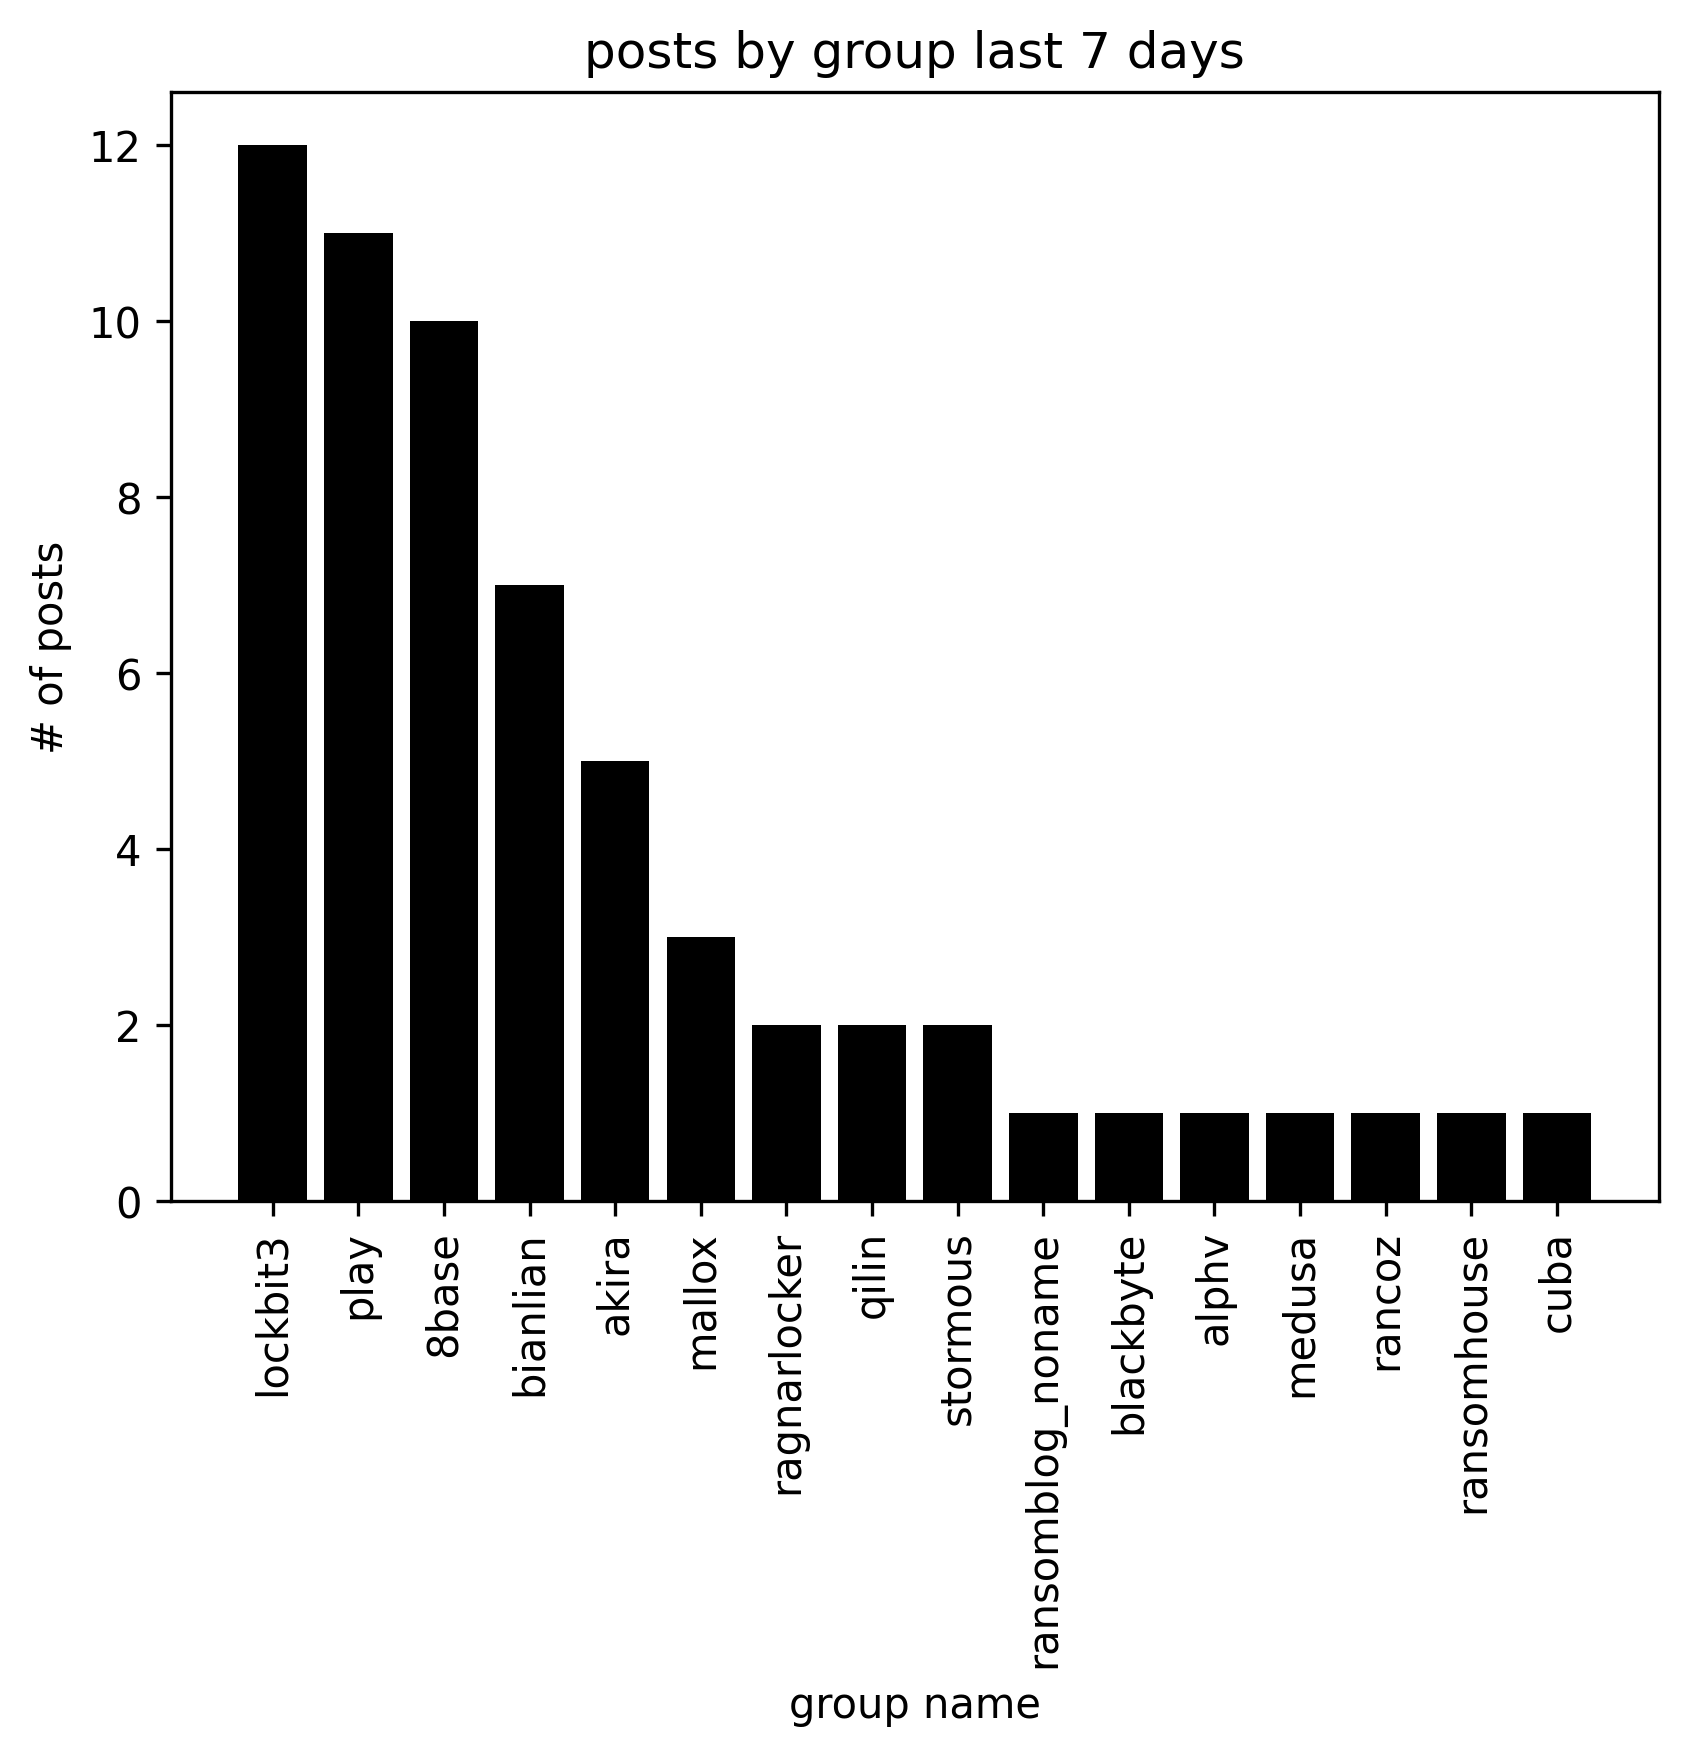 posts by group last 7 days
# of posts
12
10
8
6
4
2
0
lockbit3
play
8base
bianlian
akira
mallox
ragnarlocker
qilin
stormous
ransomblog_noname
blackbyte
alphv
medusa
rancoz
ransomhouse
cuba
group name